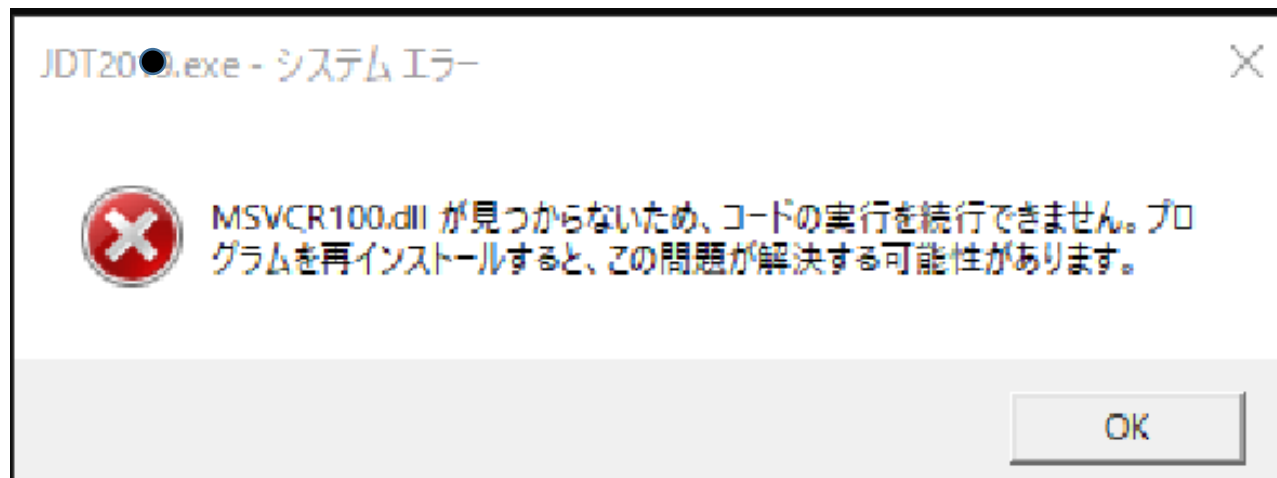 JDT20 .exe - システム エラー
MSVCR100.dll が見つからないため、コードの実行を続行できません。プロ
グラムを再インストールすると、この問題が解決する可能性があります。
OK